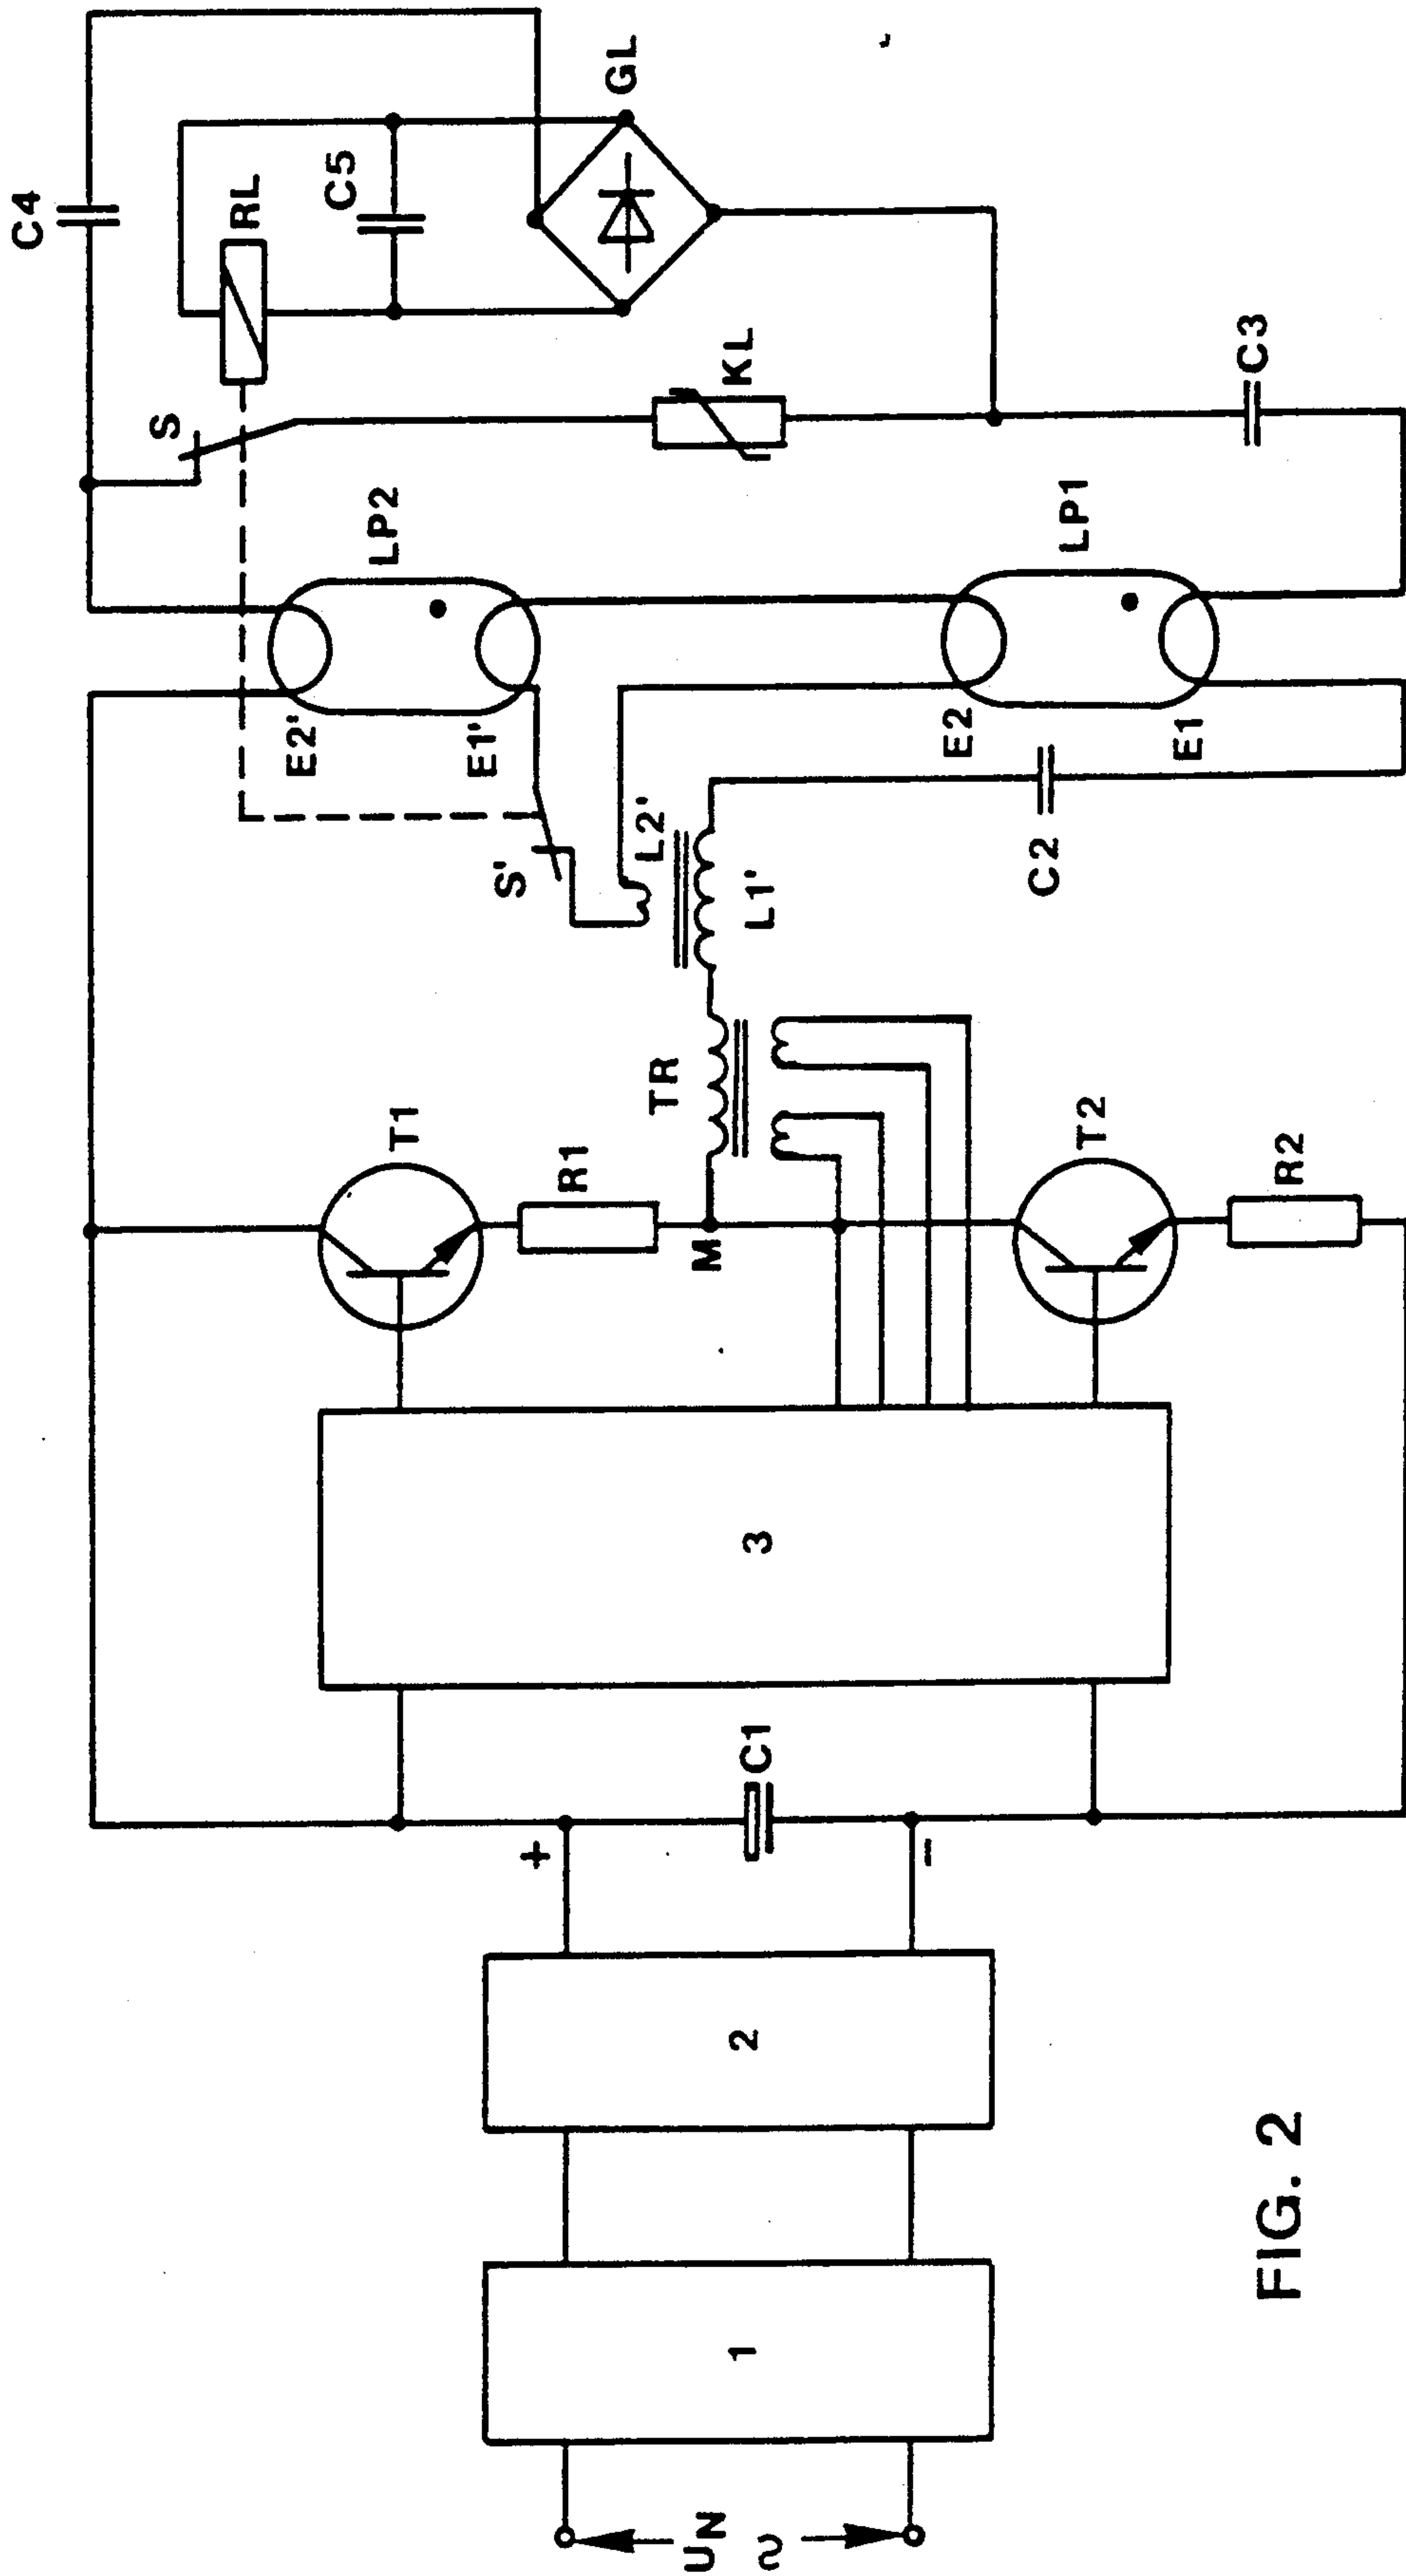 C4
RL
C5
GL
S
KL
C3
LP2
LP1
E2'
E1'
E2
E1
S'
L2'
L1'
C2
TR
T1
R1
M
T2
R2
3
C1
+
−
2
1
UN
~
FIG. 2